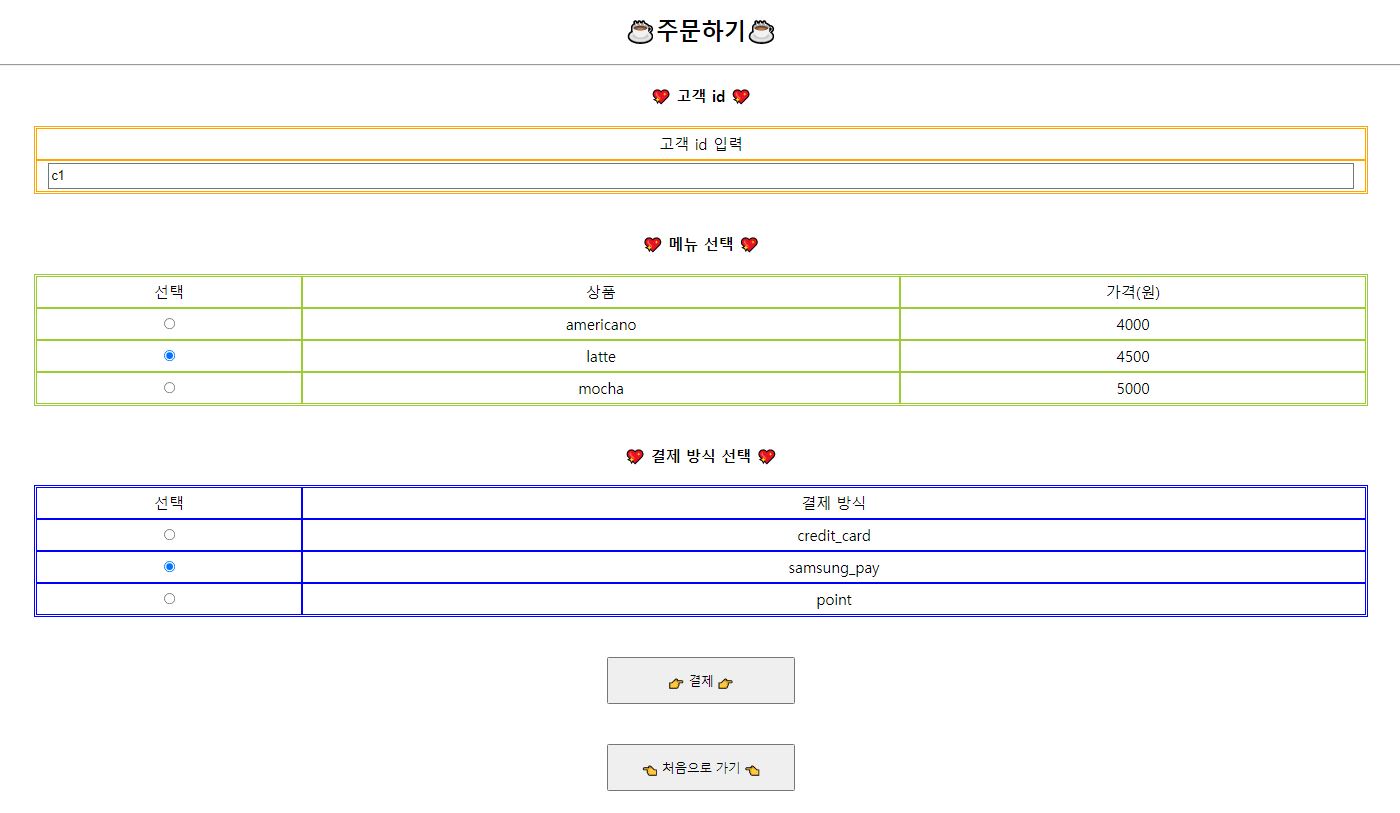 ☕주문하기☕
💖 고객 id 💖
고객 id 입력
c1
💖 메뉴 선택 💖
선택 상품 가격(원)
americano 4000
latte 4500
mocha 5000
💖 결제 방식 선택 💖
선택 결제 방식
credit_card
samsung_pay
point
👉 결제 👉
👈 처음으로 가기 👈